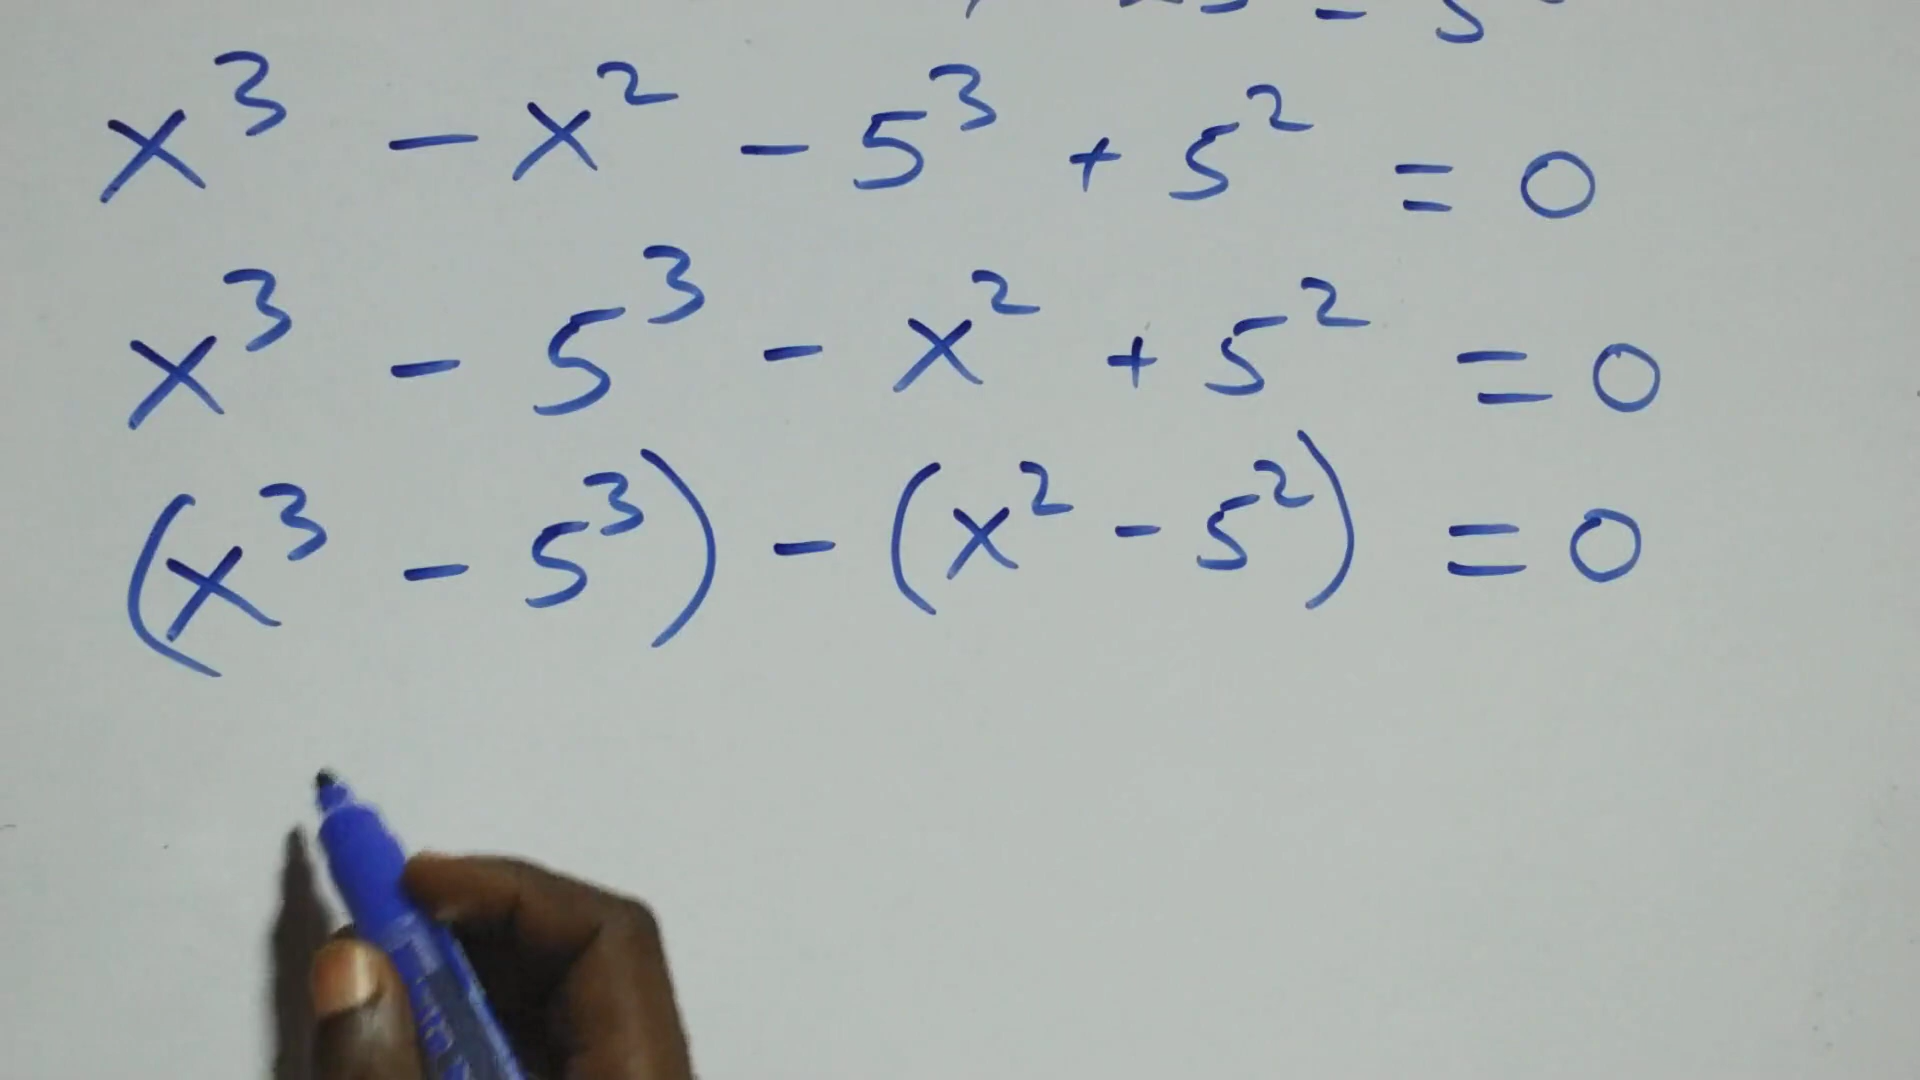 x³ - x² - 5³ + 5² = 0
x³ - 5³ - x² + 5² = 0
(x³ - 5³) - (x² - 5²) = 0